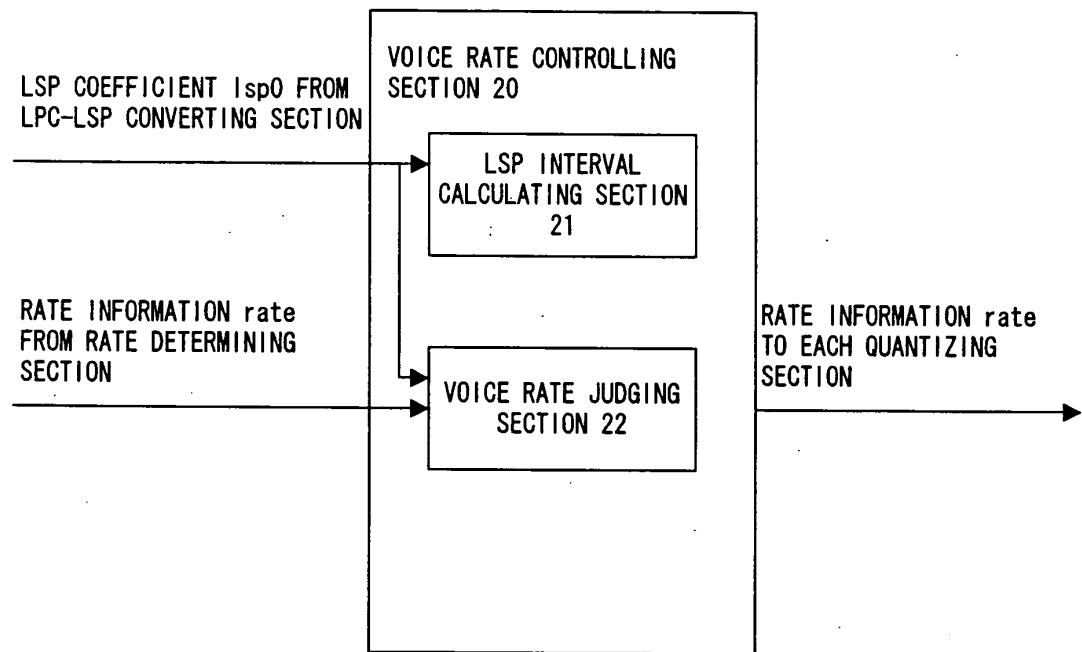 VOICE RATE CONTROLLING
SECTION 20
LSP COEFFICIENT lsp0 FROM
LPC-LSP CONVERTING SECTION
LSP INTERVAL
CALCULATING SECTION
21
RATE INFORMATION rate
FROM RATE DETERMINING
SECTION
VOICE RATE JUDGING
SECTION 22
RATE INFORMATION rate
TO EACH QUANTIZING
SECTION